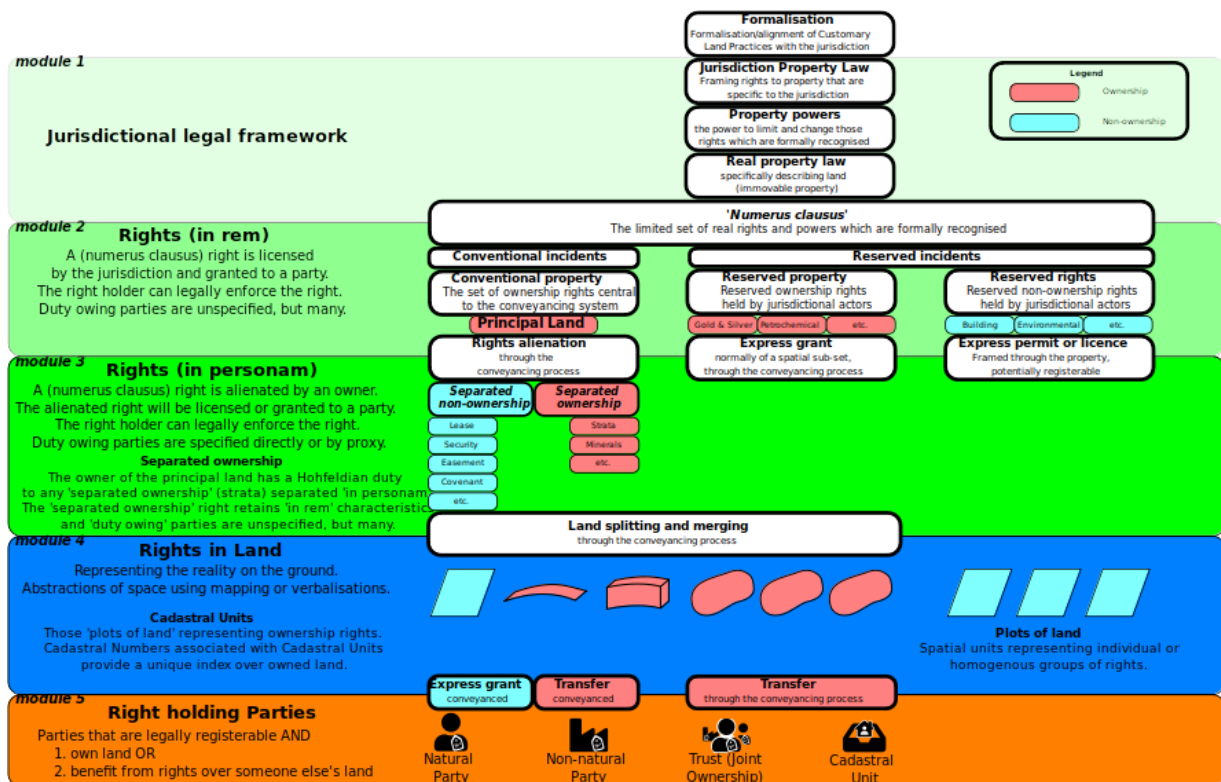 Formalisation
Formalisation/alignment of Customary
Land Practices with the jurisdiction
module 1
Jurisdictional legal framework
Jurisdiction Property Law
Framing rights to property that are
specific to the jurisdiction
Property powers
the power to limit and change those
rights which are formally recognised
Real property law
specifically describing land
(immovable property)
Legend
Ownership
Non-ownership
'Numerus clausus'
The limited set of real rights and powers which are formally recognised
module 2
Rights (in rem)
A (numerus clausus) right is licensed
by the jurisdiction and granted to a party.
The right holder can legally enforce the right.
Duty owing parties are unspecified, but many.
Conventional incidents
Reserved incidents
Conventional property
The set of ownership rights central
to the conveyancing system
Reserved property
Reserved ownership rights
held by jurisdictional actors
Reserved rights
Reserved non-ownership rights
held by jurisdictional actors
Principal Land
Gold & Silver
Petrochemical
etc.
Building
Environmental
etc.
Rights alienation
through the
conveyancing process
Express grant
normally of a spatial sub-set,
through the conveyancing process
Express permit or licence
Framed through the property,
potentially registerable
module 3
Rights (in personam)
A (numerus clausus) right is alienated by an owner.
The alienated right will be licensed or granted to a party.
The right holder can legally enforce the right.
Duty owing parties are specified directly or by proxy.
Separated ownership
The owner of the principal land has a Hohfeldian duty
to any 'separated ownership' (strata) separated 'in personam
The 'separated ownership' right retains 'in rem' characteristics
and 'duty owing' parties are unspecified, but many.
Separated
non-ownership
Separated
ownership
Lease
Security
Easement
Covenant
etc.
Strata
Minerals
etc.
Land splitting and merging
through the conveyancing process
module 4
Rights in Land
Representing the reality on the ground.
Abstractions of space using mapping or verbalisations.
Cadastral Units
Those 'plots of land' representing ownership rights.
Cadastral Numbers associated with Cadastral Units
provide a unique index over owned land.
Plots of land
Spatial units representing individual or
homogenous groups of rights.
Express grant
conveyanced
Transfer
conveyanced
Transfer
through the conveyancing process
module 5
Right holding Parties
Parties that are legally registerable AND
1. own land OR
2. benefit from rights over someone else's land
Natural
Party
Non-natural
Party
Trust (Joint
Ownership)
Cadastral
Unit